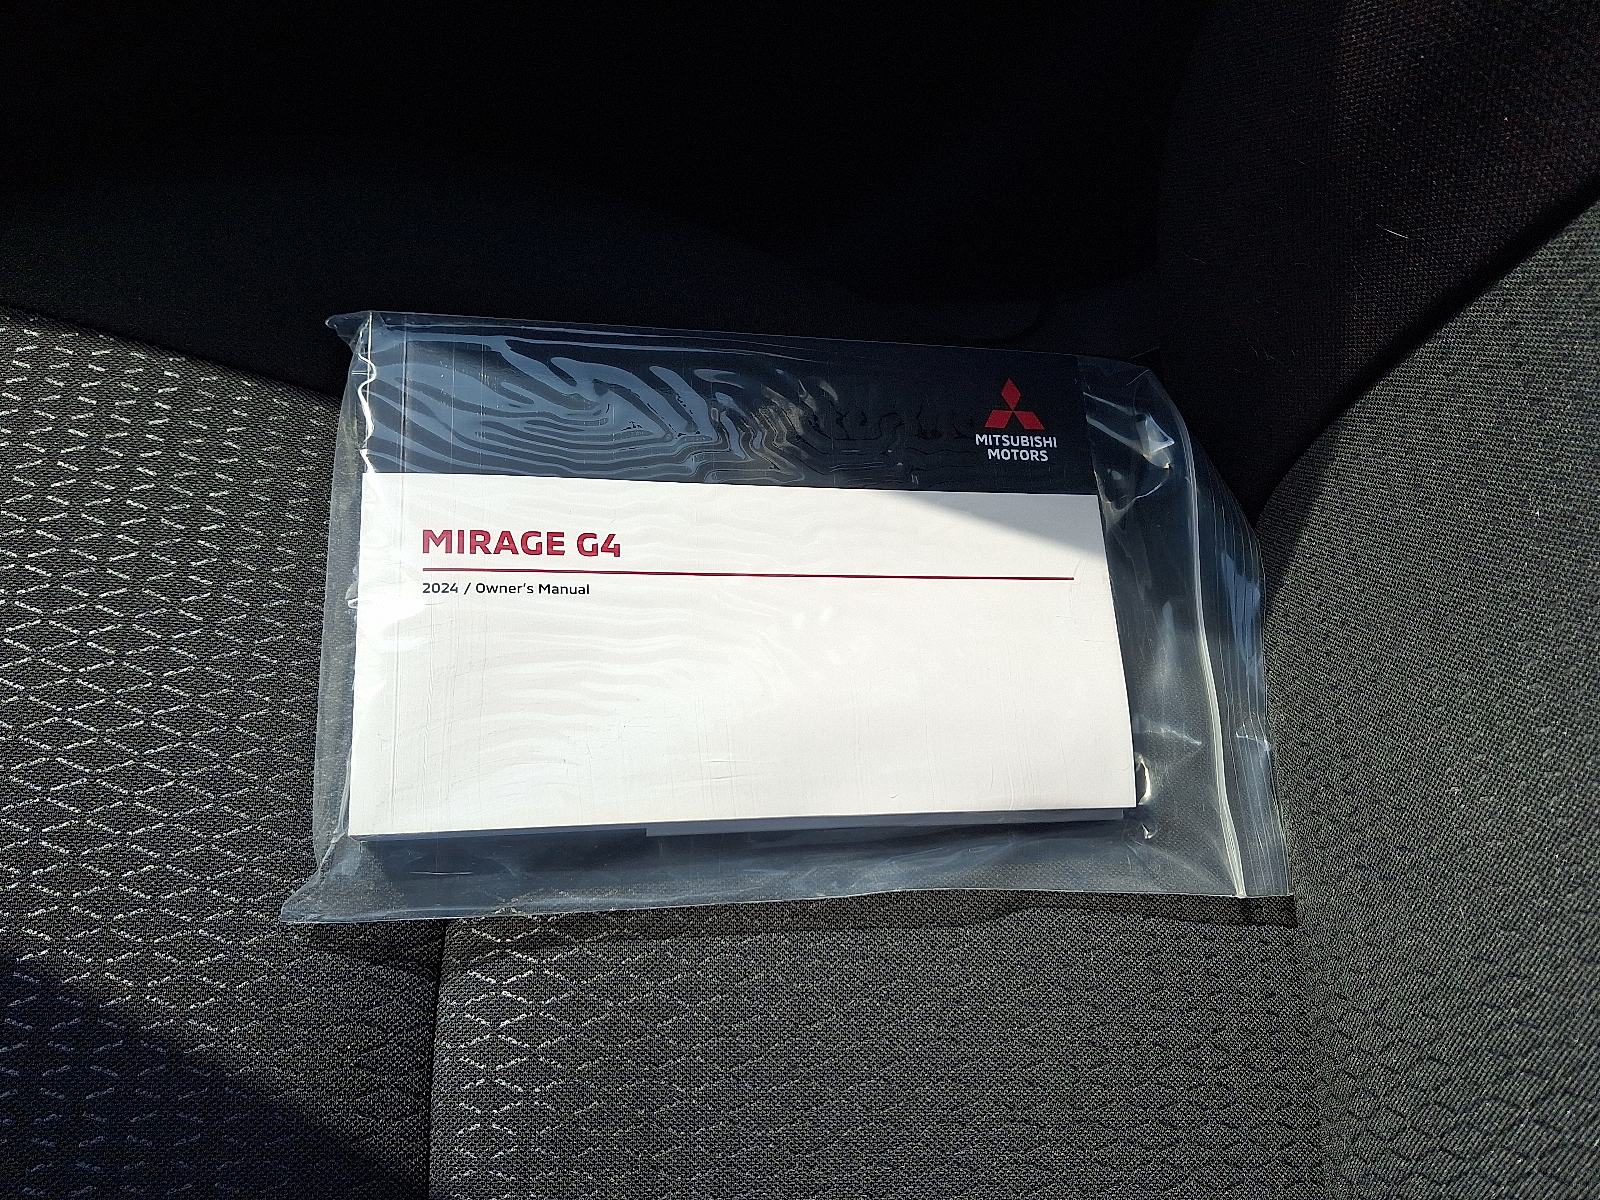 MITSUBISHI
MOTORS
MIRAGE G4
2024 / Owner's Manual